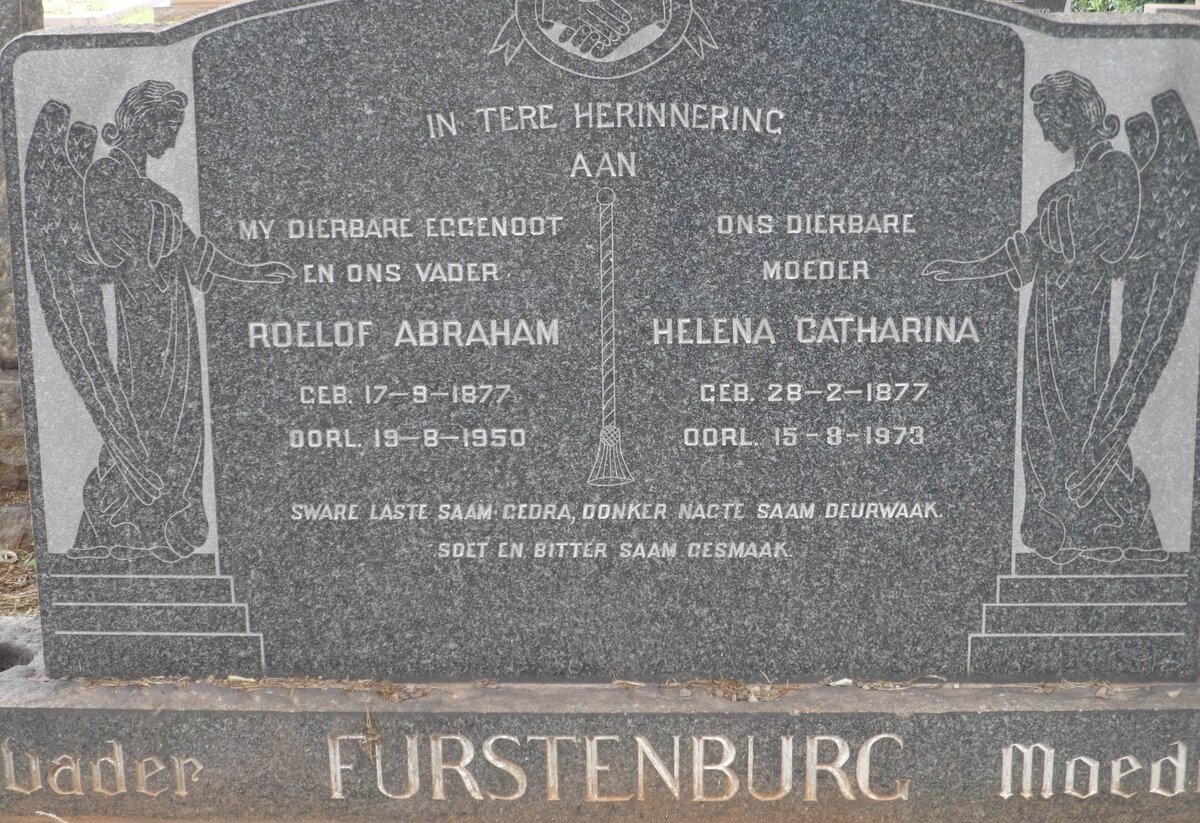 IN TERE HERINNERING
AAN
MY DIERBARE EGGENOOT
EN ONS VADER
ROELOF ABRAHAM
GEB. 17-9-1877
OORL. 19-8-1950
ONS DIERBARE
MOEDER
HELENA CATHARINA
GEB. 28-2-1877
OORL. 15-8-1973
SWARE LASTE SAAM GEDRA, DONKER NAGTE SAAM DEURWAAK.
SOET EN BITTER SAAM GESMAAK.
Vader FURSTENBURG Moed